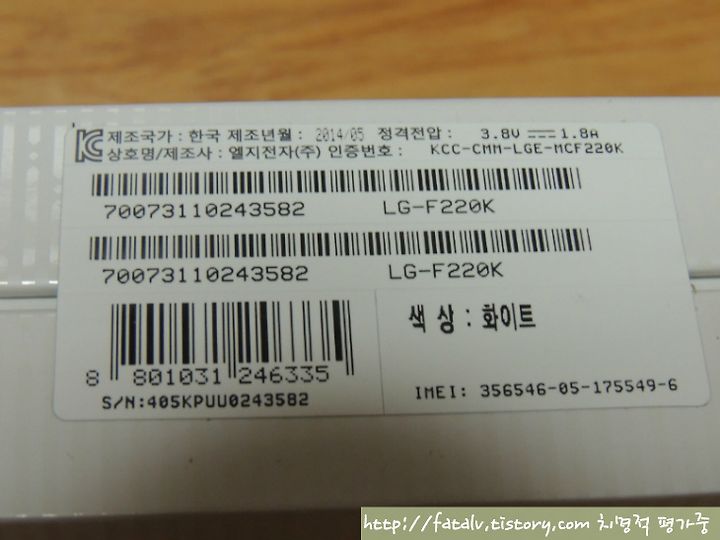 KC 제조국가 : 한국 제조년월 : 2014/05 정격전압 : 3.8V 1.8A
상호명/제조사 : 엘지전자(주) 인증번호 : KCC-CMM-LGE-MCF220K
70073110243582 LG-F220K
70073110243582 LG-F220K
색 상 : 화이트
8 801031 246335
IMEI: 356546-05-175549-6
S/N:405KPUU0243582
http://fatalv.tistory.com 치명적 평가중